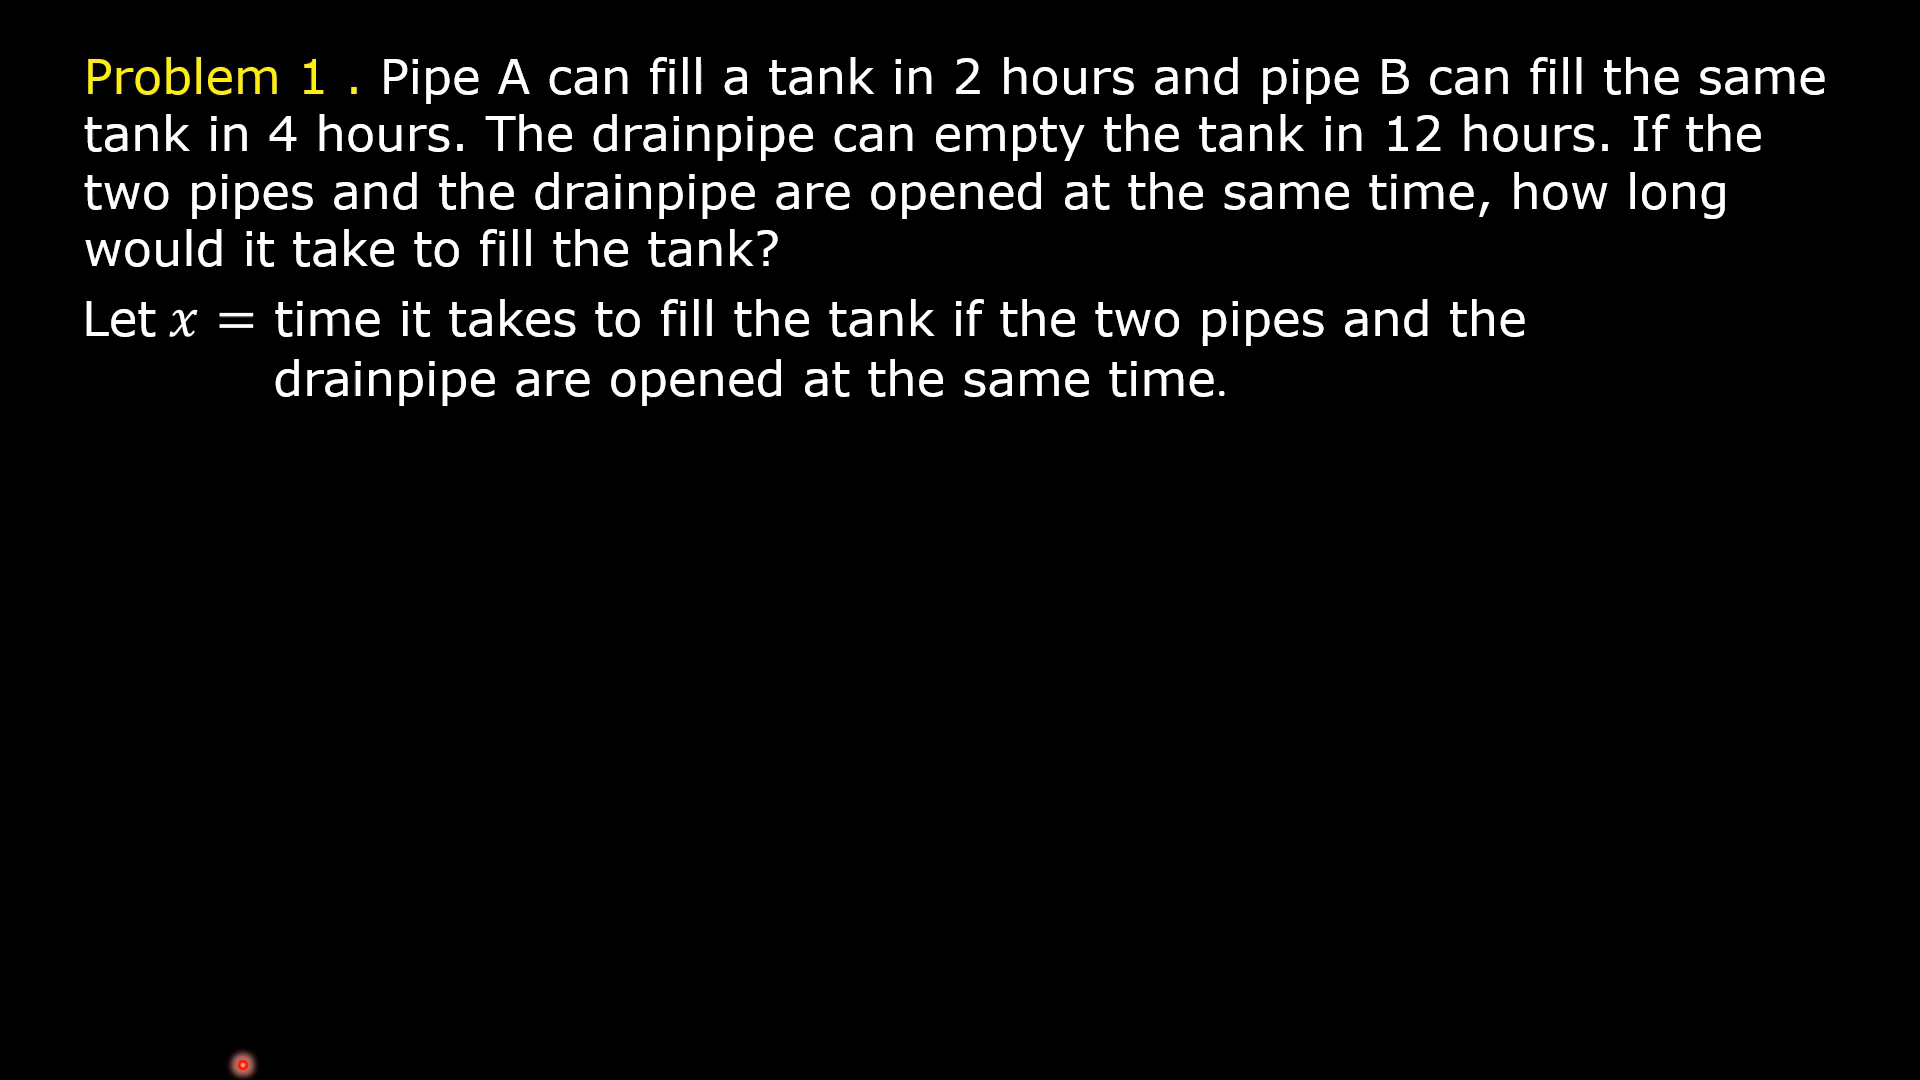 Problem 1 . Pipe A can fill a tank in 2 hours and pipe B can fill the same
tank in 4 hours. The drainpipe can empty the tank in 12 hours. If the
two pipes and the drainpipe are opened at the same time, how long
would it take to fill the tank?
Let x = time it takes to fill the tank if the two pipes and the
drainpipe are opened at the same time.